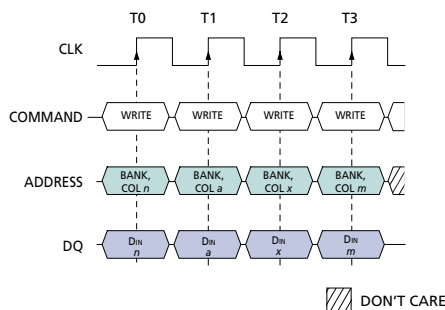 T0 T1 T2 T3
CLK
COMMAND WRITE WRITE WRITE WRITE
BANK, BANK, BANK, BANK,
ADDRESS
COL n COL a COL x COL m
DIN DIN DIN DIN
DQ
n a x m
DON'T CARE